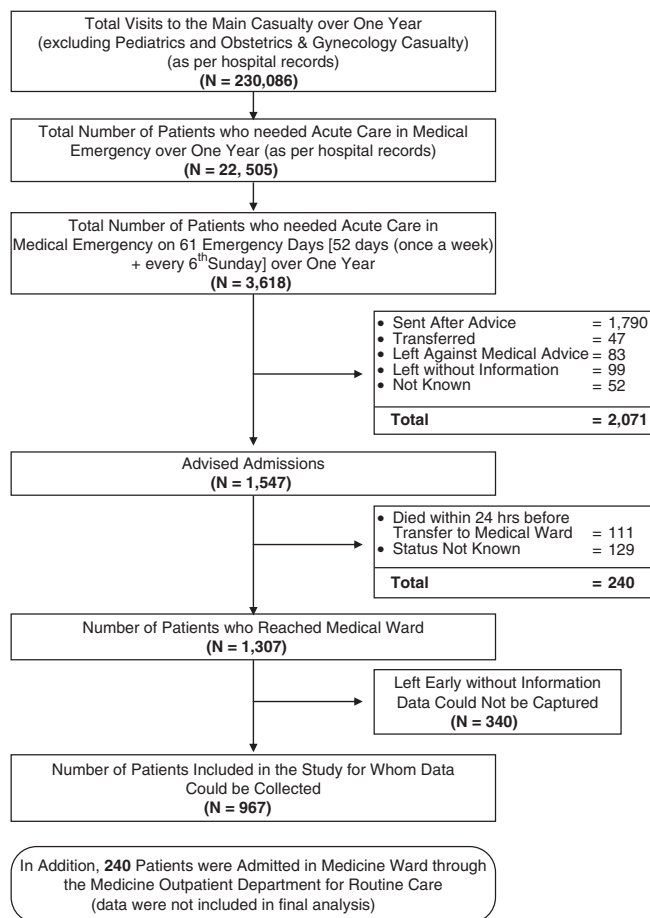 Total Visits to the Main Casualty over One Year
(excluding Pediatrics and Obstetrics & Gynecology Casualty)
(as per hospital records)
(N = 230,086)
Total Number of Patients who needed Acute Care in Medical
Emergency over One Year (as per hospital records)
(N = 22, 505)
Total Number of Patients who needed Acute Care in
Medical Emergency on 61 Emergency Days [52 days (once a week)
+ every 6thSunday] over One Year
(N = 3,618)
• Sent After Advice = 1,790
• Transferred = 47
• Left Against Medical Advice = 83
• Left without Information = 99
• Not Known = 52
Total = 2,071
Advised Admissions
(N = 1,547)
• Died within 24 hrs before
Transfer to Medical Ward = 111
• Status Not Known = 129
Total = 240
Number of Patients who Reached Medical Ward
(N = 1,307)
Left Early without Information
Data Could Not be Captured
(N = 340)
Number of Patients Included in the Study for Whom Data
Could be Collected
(N = 967)
In Addition, 240 Patients were Admitted in Medicine Ward through
the Medicine Outpatient Department for Routine Care
(data were not included in final analysis)